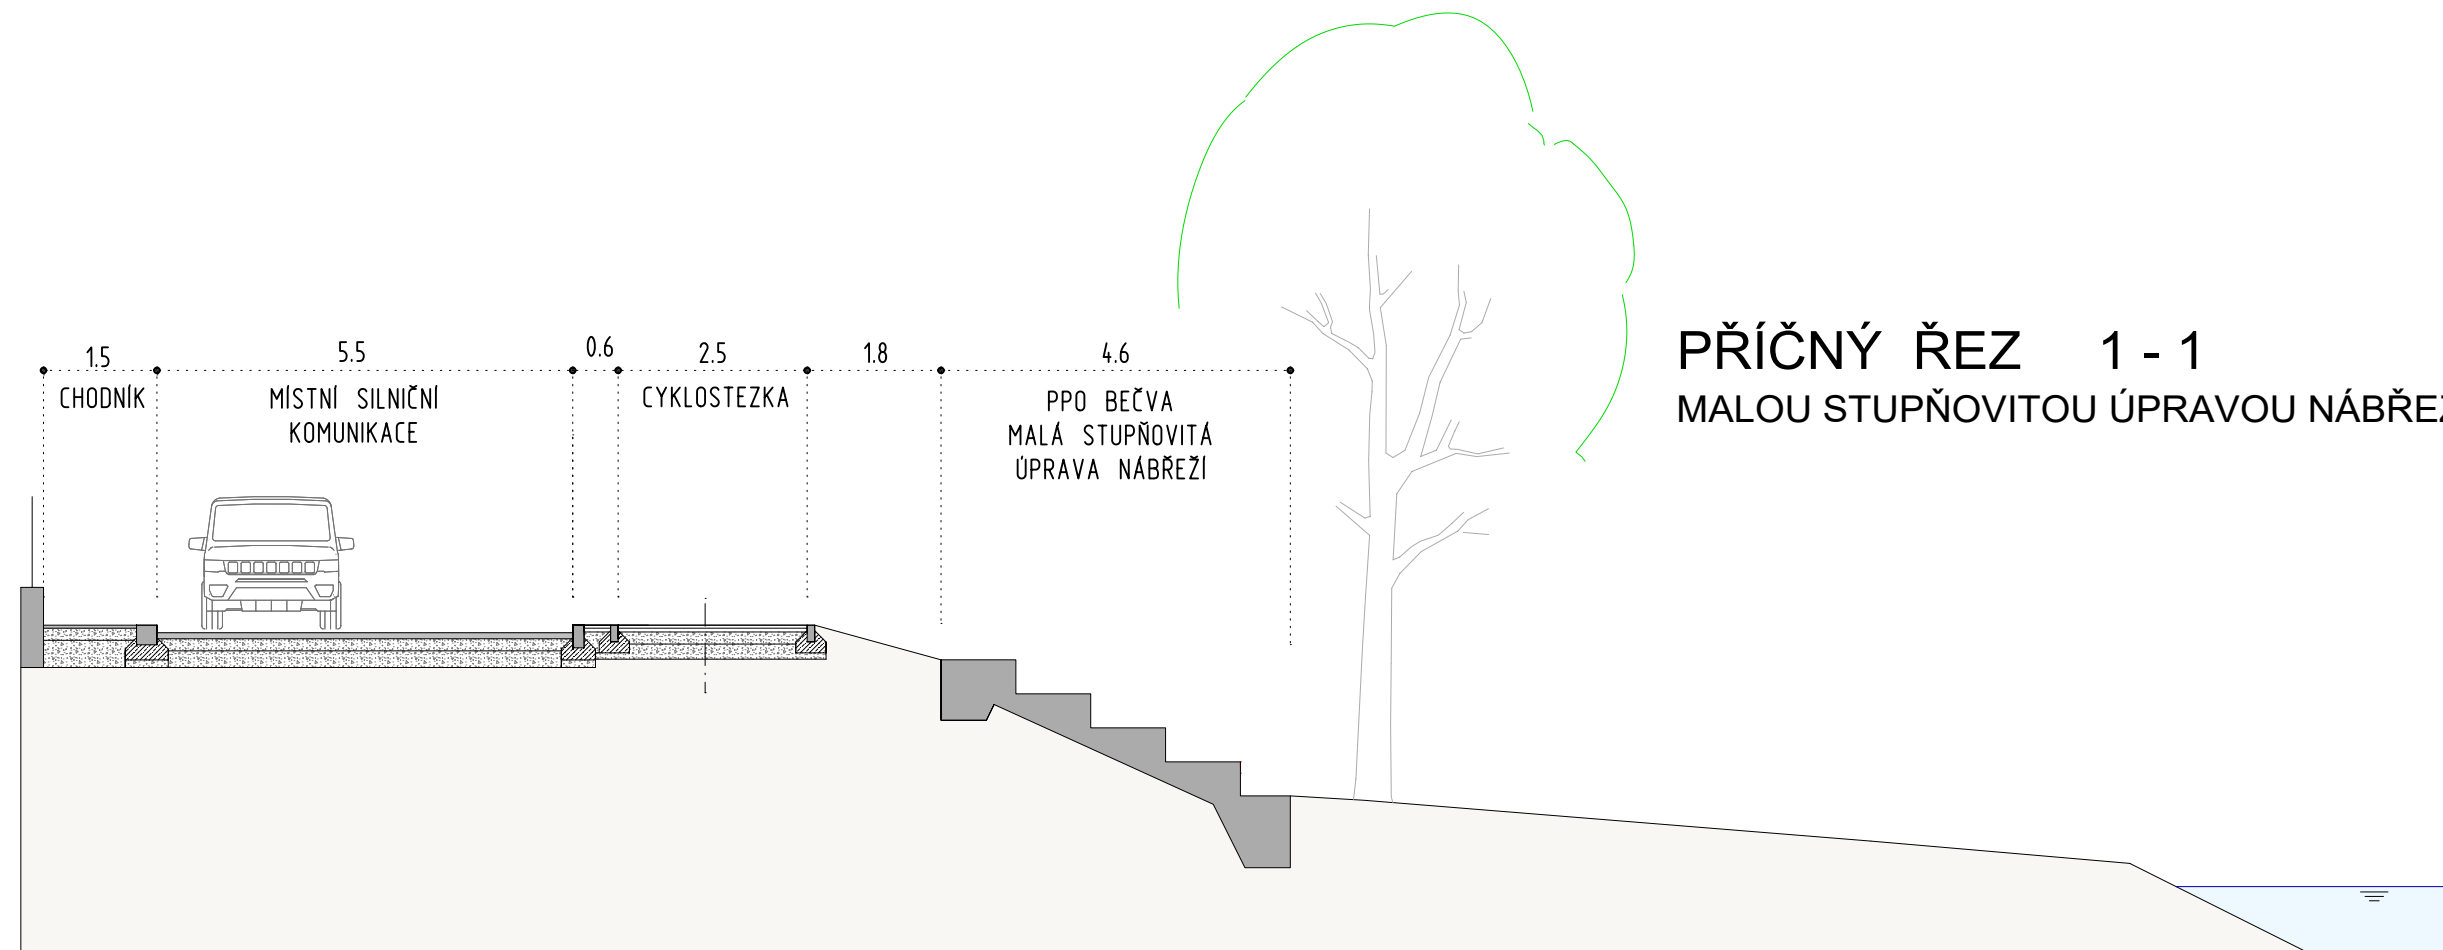 1.5
5.5
0.6
2.5
1.8
4.6
CHODNÍK
MÍSTNÍ SILNIČNÍ
KOMUNIKACE
CYKLOSTEZKA
PPO BEČVA
MALÁ STUPŇOVITÁ
ÚPRAVA NÁBŘEŽÍ
PŘÍČNÝ ŘEZ 1 - 1
MALOU STUPŇOVITOU ÚPRAVOU